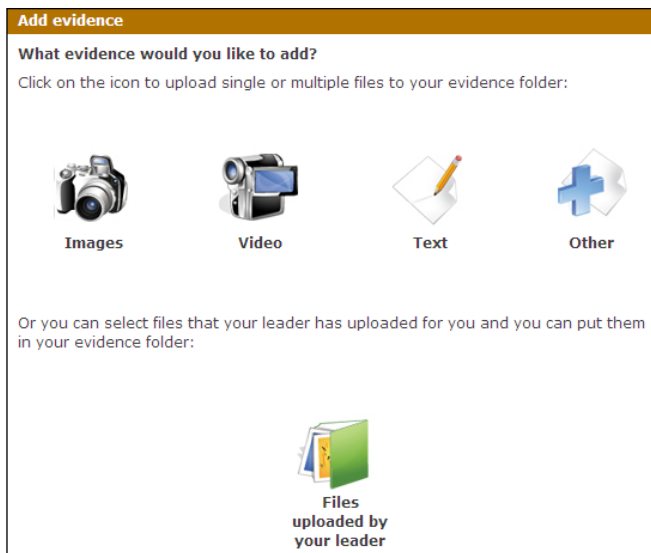 Add evidence
What evidence would you like to add?
Click on the icon to upload single or multiple files to your evidence folder:
Images
Video
Text
Other
Or you can select files that your leader has uploaded for you and you can put them
in your evidence folder:
Files
uploaded by
your leader